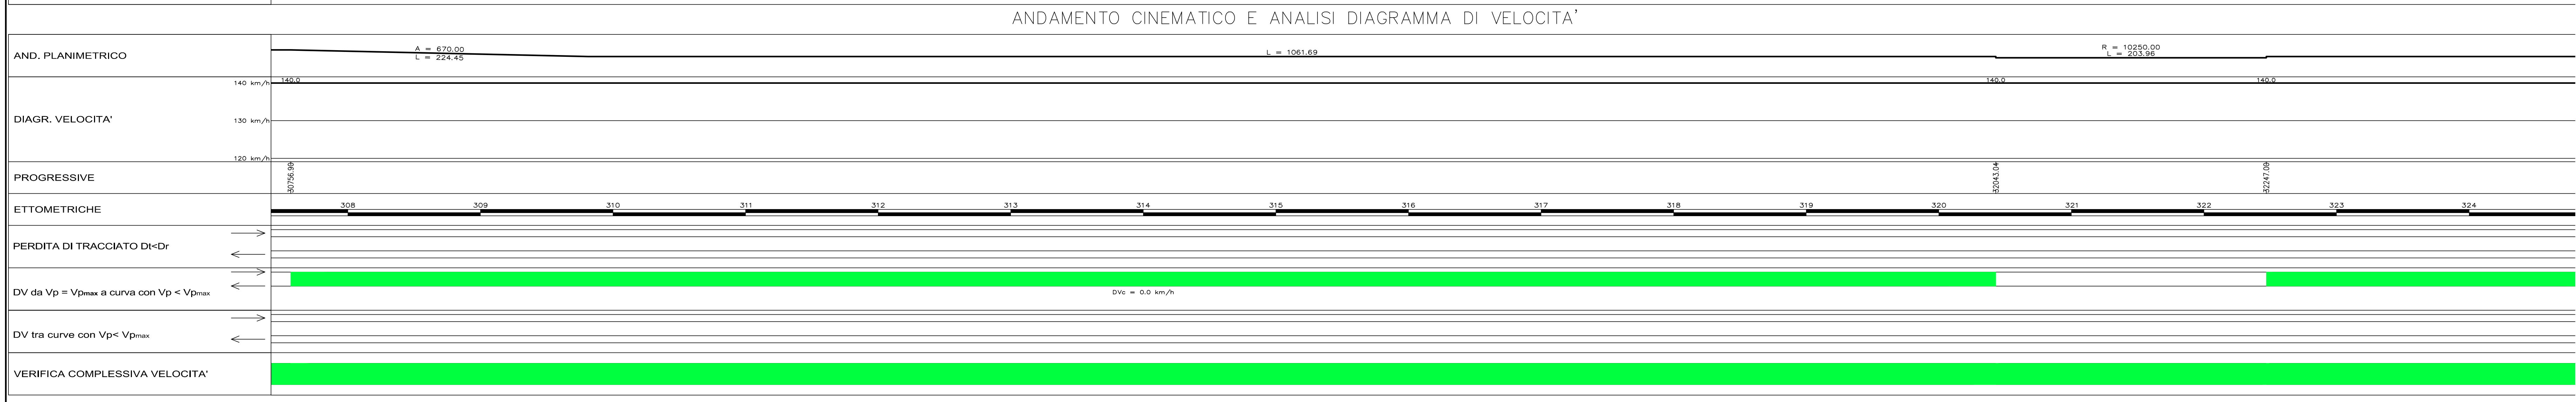 ANDAMENTO CINEMATICO E ANALISI DIAGRAMMA DI VELOCITA'
AND. PLANIMETRICO
A = 670.00
L = 224.45
L = 1061.69
R = 10250.00
L = 203.96
DIAGR. VELOCITA'
140 km/h
140.0
140.0
140.0
130 km/h
120 km/h
PROGRESSIVE
30756.90
32043.04
32247.00
ETTOMETRICHE
308 309 310 311 312 313 314 315 316 317 318 319 320 321 322 323 324
PERDITA DI TRACCIATO Dt<Dr
DV da Vp = Vpmax a curva con Vp < Vpmax
DVc = 0.0 km/h
DV tra curve con Vp< Vpmax
VERIFICA COMPLESSIVA VELOCITA'